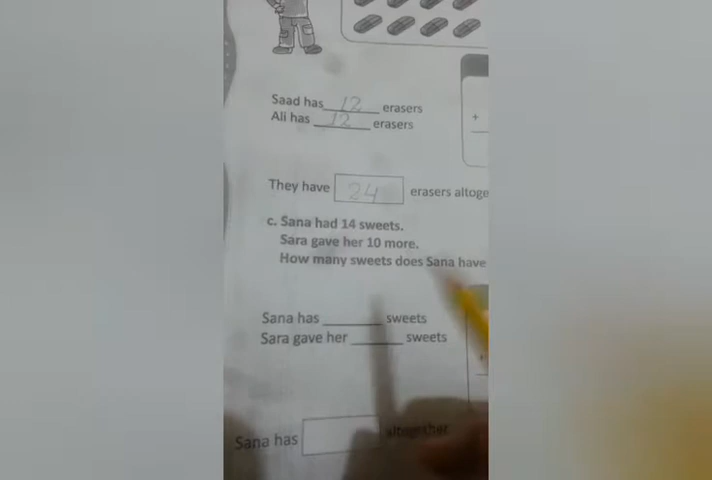 Saad has 12 erasers
Ali has 12 erasers
+
They have 24 erasers altoge
c. Sana had 14 sweets.
Sara gave her 10 more.
How many sweets does Sana have
Sana has ______ sweets
Sara gave her ______ sweets
+
Sana has altogether